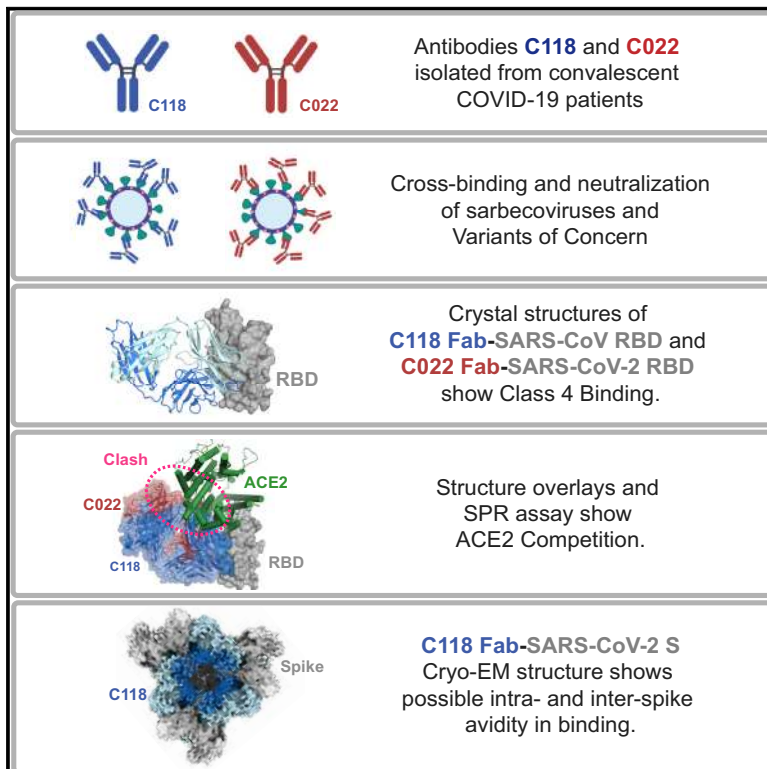 C118
C022
Antibodies C118 and C022
isolated from convalescent
COVID-19 patients
Cross-binding and neutralization
of sarbecoviruses and
Variants of Concern
RBD
Crystal structures of
C118 Fab-SARS-CoV RBD and
C022 Fab-SARS-CoV-2 RBD
show Class 4 Binding.
Clash
ACE2
C022
C118
RBD
Structure overlays and
SPR assay show
ACE2 Competition.
Spike
C118
C118 Fab-SARS-CoV-2 S
Cryo-EM structure shows
possible intra- and inter-spike
avidity in binding.